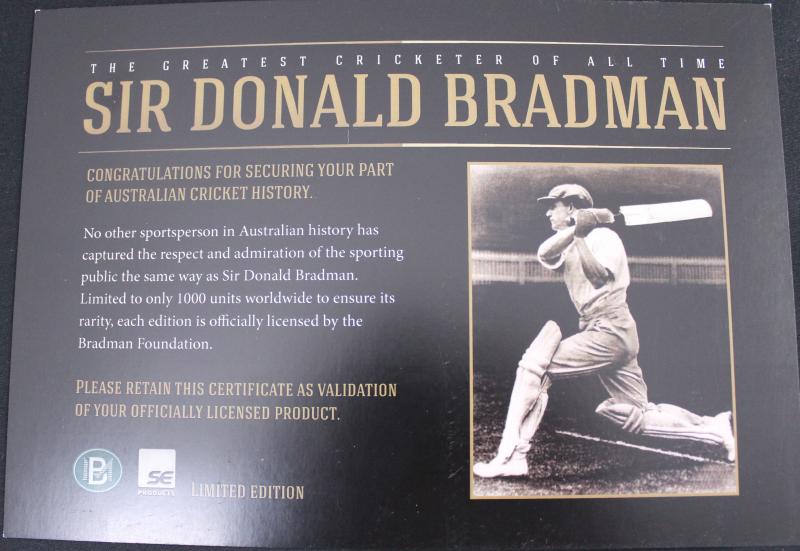 THE GREATEST CRICKETER OF ALL TIME
SIR DONALD BRADMAN
CONGRATULATIONS FOR SECURING YOUR PART
OF AUSTRALIAN CRICKET HISTORY.
No other sportsperson in Australian history has
captured the respect and admiration of the sporting
public the same way as Sir Donald Bradman.
Limited to only 1000 units worldwide to ensure its
rarity, each edition is officially licensed by the
Bradman Foundation.
PLEASE RETAIN THIS CERTIFICATE AS VALIDATION
OF YOUR OFFICIALLY LICENSED PRODUCT.
B
SE
PRODUCTS
LIMITED EDITION